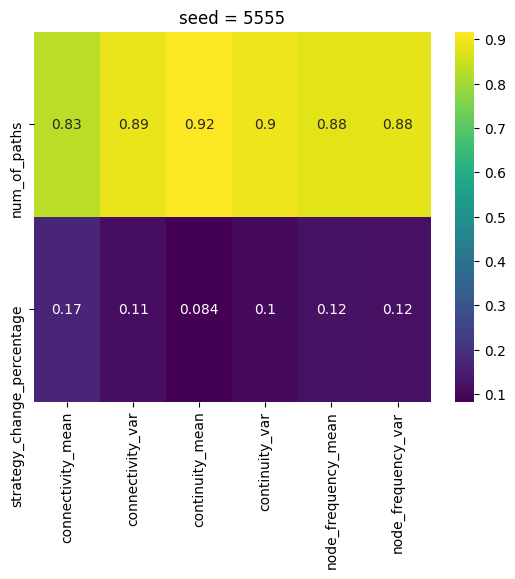 seed = 5555
num_of_paths
0.83 0.89 0.92 0.9 0.88 0.88
strategy_change_percentage
0.17 0.11 0.084 0.1 0.12 0.12
connectivity_mean
connectivity_var
continuity_mean
continuity_var
node_frequency_mean
node_frequency_var
0.9
0.8
0.7
0.6
0.5
0.4
0.3
0.2
0.1